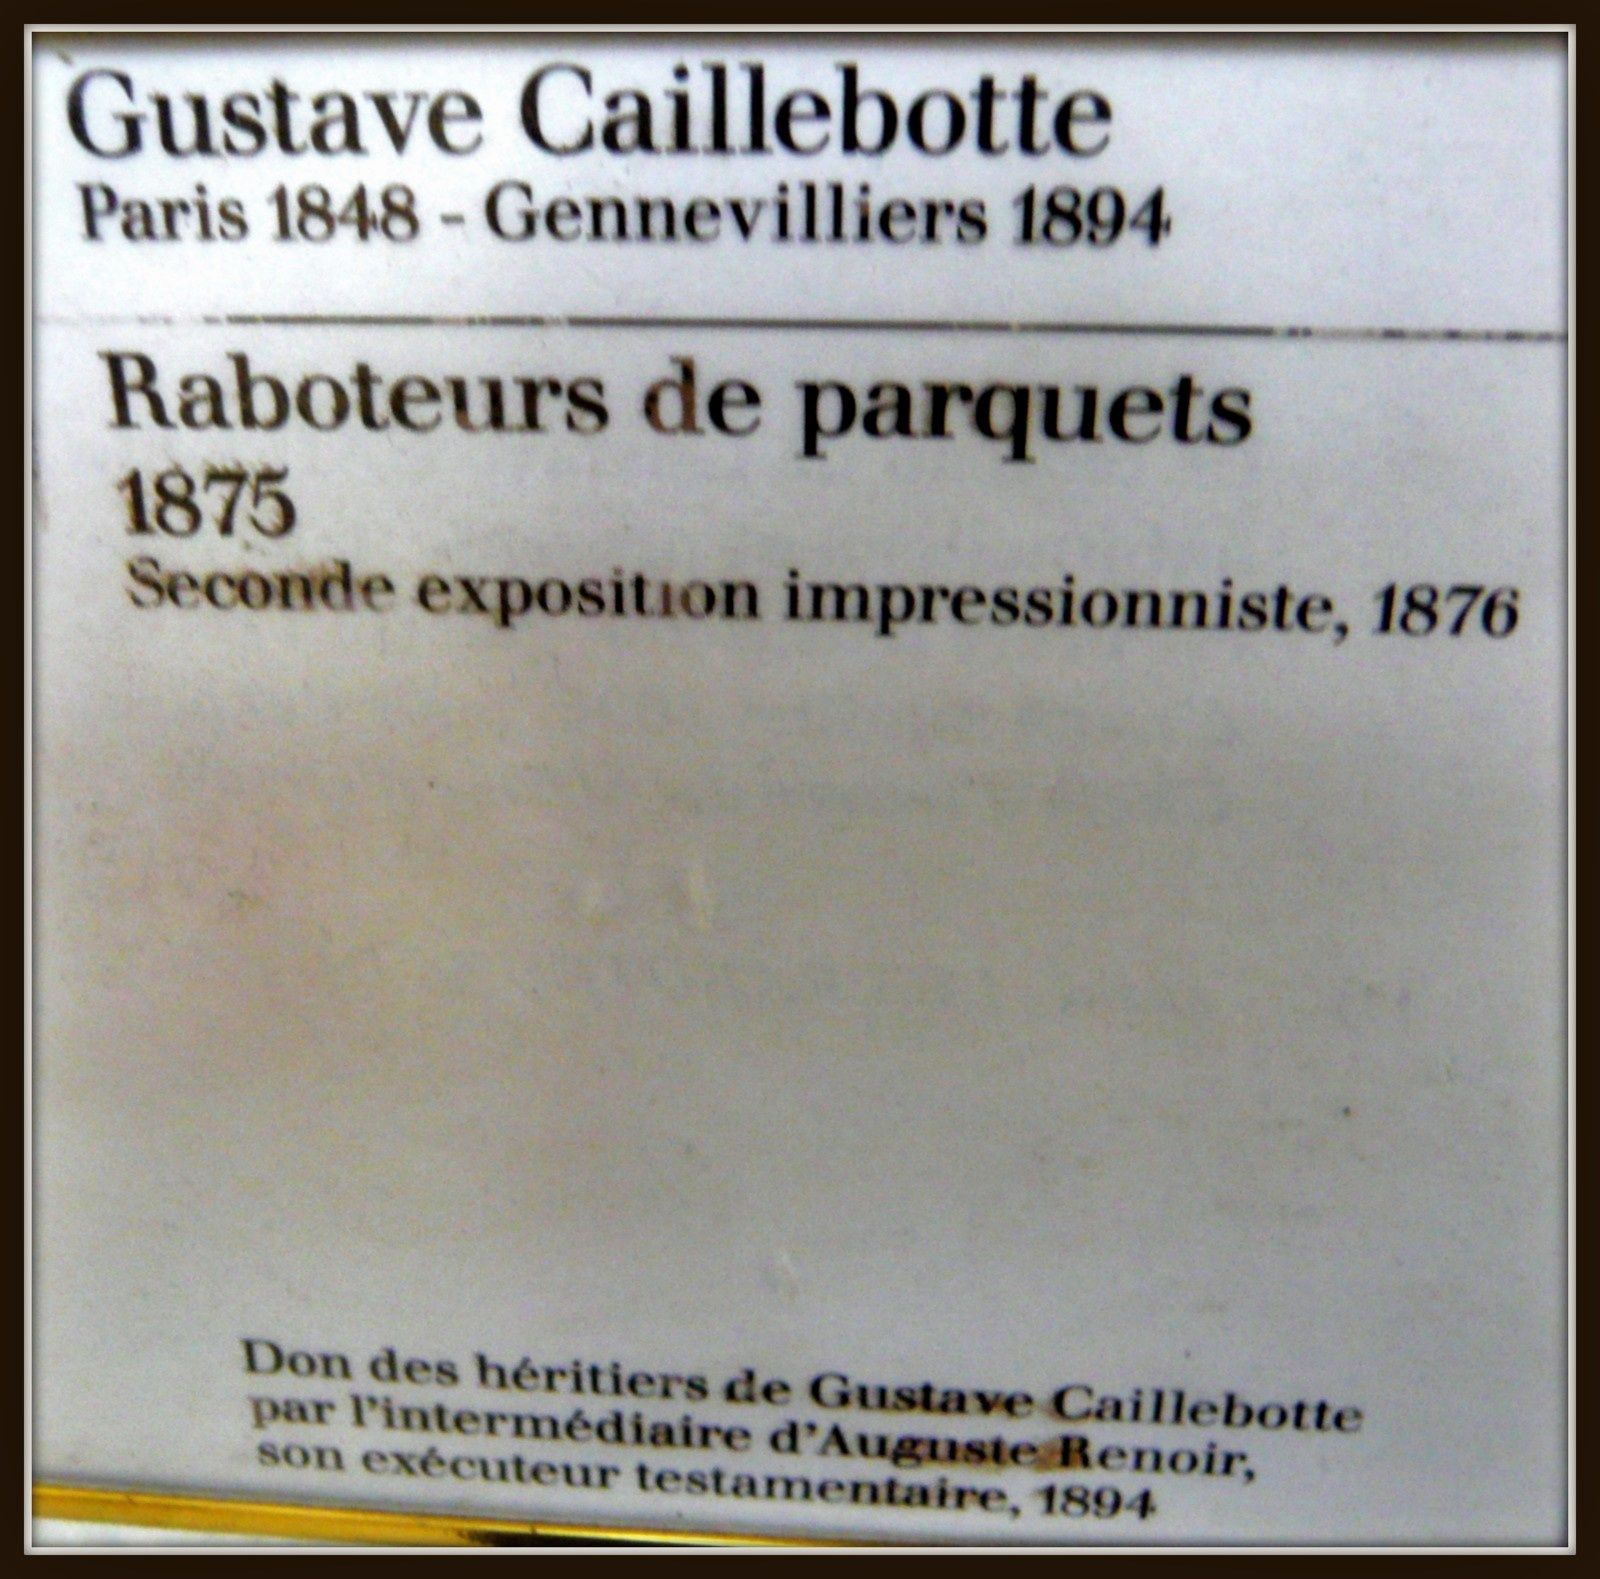 Gustave Caillebotte
Paris 1848 - Gennevilliers 1894
Raboteurs de parquets
1875
Seconde exposition impressionniste, 1876
Don des héritiers de Gustave Caillebotte
par l'intermédiaire d'Auguste Renoir,
son exécuteur testamentaire, 1894